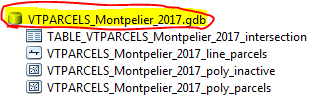 VTPARCELS_Montpelier_2017.gdb
TABLE_VTPARCELS_Montpelier_2017_intersection
VTPARCELS_Montpelier_2017_line_parcels
VTPARCELS_Montpelier_2017_poly_inactive
VTPARCELS_Montpelier_2017_poly_parcels